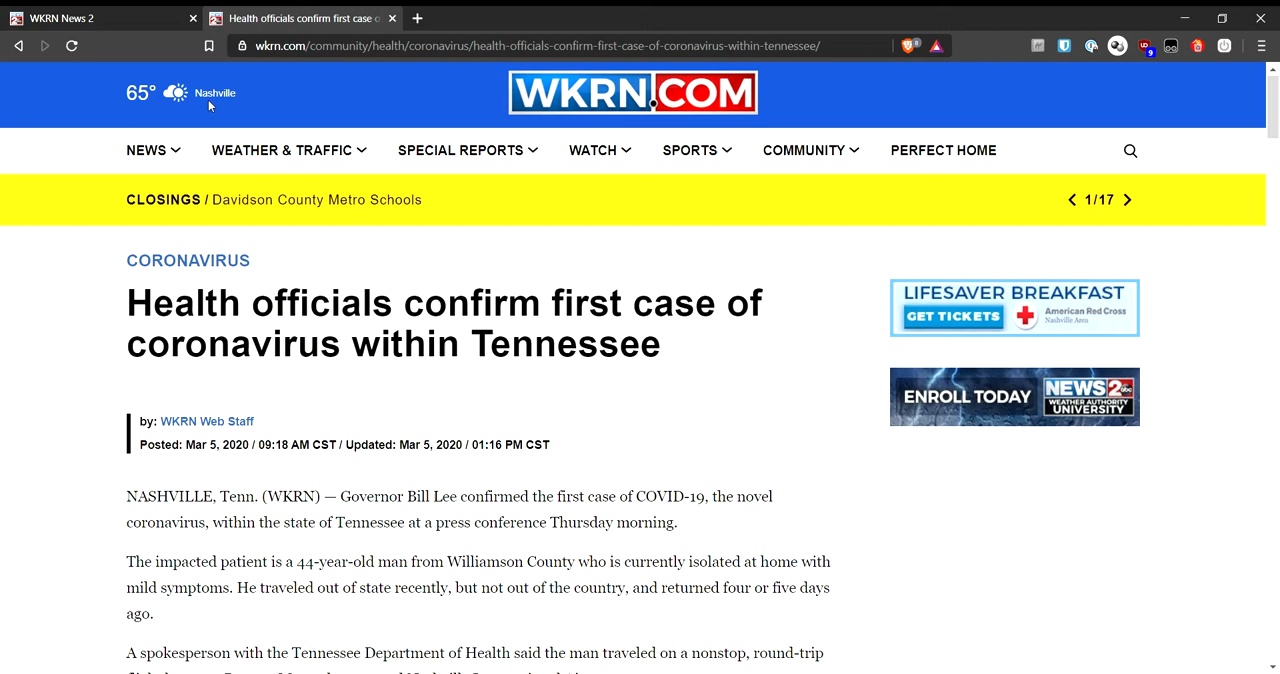 WKRN News 2
Health officials confirm first case o
wkrn.com/community/health/coronavirus/health-officials-confirm-first-case-of-coronavirus-within-tennessee/
8
9
65° Nashville
WKRN.COM
NEWS WEATHER & TRAFFIC SPECIAL REPORTS WATCH SPORTS COMMUNITY PERFECT HOME
CLOSINGS / Davidson County Metro Schools
1/17
CORONAVIRUS
Health officials confirm first case of
coronavirus within Tennessee
by: WKRN Web Staff
Posted: Mar 5, 2020 / 09:18 AM CST / Updated: Mar 5, 2020 / 01:16 PM CST
NASHVILLE, Tenn. (WKRN) — Governor Bill Lee confirmed the first case of COVID-19, the novel
coronavirus, within the state of Tennessee at a press conference Thursday morning.
The impacted patient is a 44-year-old man from Williamson County who is currently isolated at home with
mild symptoms. He traveled out of state recently, but not out of the country, and returned four or five days
ago.
A spokesperson with the Tennessee Department of Health said the man traveled on a nonstop, round-trip
LIFESAVER BREAKFAST
GET TICKETS
American Red Cross
Nashville Area
ENROLL TODAY
NEWS 2 abc
WEATHER AUTHORITY
UNIVERSITY